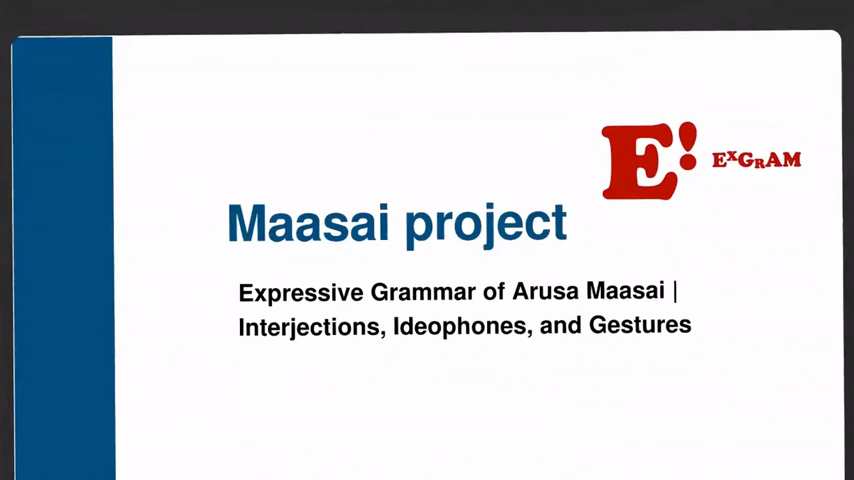 E!
EXGRAM
Maasai project
Expressive Grammar of Arusa Maasai |
Interjections, Ideophones, and Gestures